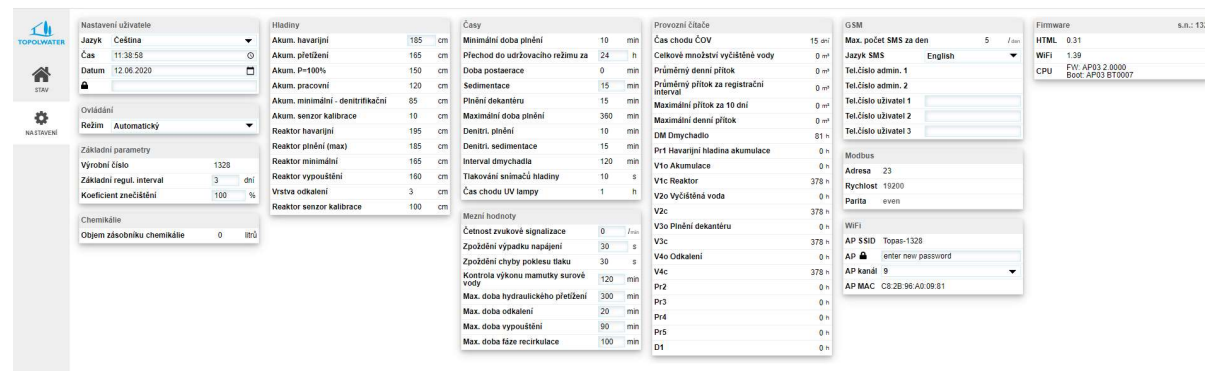 TOPOLWATER
STAV
NASTAVENÍ
Nastavení uživatele
Jazyk Čeština
Čas 11:38:58
Datum 12.06.2020
Ovládání
Režim Automatický
Základní parametry
Výrobní číslo 1328
Základní regul. interval 3 dní
Koeficient znečištění 100 %
Chemikálie
Objem zásobníku chemikálie 0 litrů
Hladiny
Akum. havarijní 185 cm
Akum. přetížení 165 cm
Akum. P=100% 150 cm
Akum. pracovní 120 cm
Akum. minimální - denitrifikační 85 cm
Akum. senzor kalibrace 10 cm
Reaktor havarijní 195 cm
Reaktor plnění (max) 185 cm
Reaktor minimální 165 cm
Reaktor vypouštění 160 cm
Vrstva odkalení 3 cm
Reaktor senzor kalibrace 100 cm
Časy
Minimální doba plnění 10 min
Přechod do udržovacího režimu za 24 h
Doba postaerace 0 min
Sedimentace 15 min
Plnění dekantéru 15 min
Maximální doba plnění 360 min
Denitri. plnění 10 min
Denitri. sedimentace 15 min
Interval dmychadla 120 min
Tlakování snímačů hladiny 10 s
Čas chodu UV lampy 1 h
Mezní hodnoty
Četnost zvukové signalizace 0 /min
Zpoždění výpadku napájení 30 s
Zpoždění chyby poklesu tlaku 30 s
Kontrola výkonu mamutky surové
vody 120 min
Max. doba hydraulického přetížení 300 min
Max. doba odkalení 20 min
Max. doba vypouštění 90 min
Max. doba fáze recirkulace 100 min
Provozní čítače
Čas chodu ČOV 15 dní
Celkové množství vyčištěné vody 0 m³
Průměrný denní přítok 0 m³
Průměrný přítok za registrační
interval 0 m³
Maximální přítok za 10 dní 0 m³
Maximální denní přítok 0 m³
DM Dmychadlo 81 h
Pr1 Havarijní hladina akumulace 0 h
V1o Akumulace 0 h
V1c Reaktor 378 h
V2o Vyčištěná voda 0 h
V2c 378 h
V3o Plnění dekantéru 0 h
V3c 378 h
V4o Odkalení 0 h
V4c 378 h
Pr2 0 h
Pr3 0 h
Pr4 0 h
Pr5 0 h
D1 0 h
GSM
Max. počet SMS za den 5 /den
Jazyk SMS English
Tel.číslo admin. 1
Tel.číslo admin. 2
Tel.číslo uživatel 1
Tel.číslo uživatel 2
Tel.číslo uživatel 3
Modbus
Adresa 23
Rychlost 19200
Parita even
WiFi
AP SSID Topas-1328
AP enter new password
AP kanál 9
AP MAC C8:2B:96:A0:09:81
Firmware s.n.: 132
HTML 0.31
WiFi 1.39
CPU FW: AP03 2.0000
Boot: AP03 BT0007